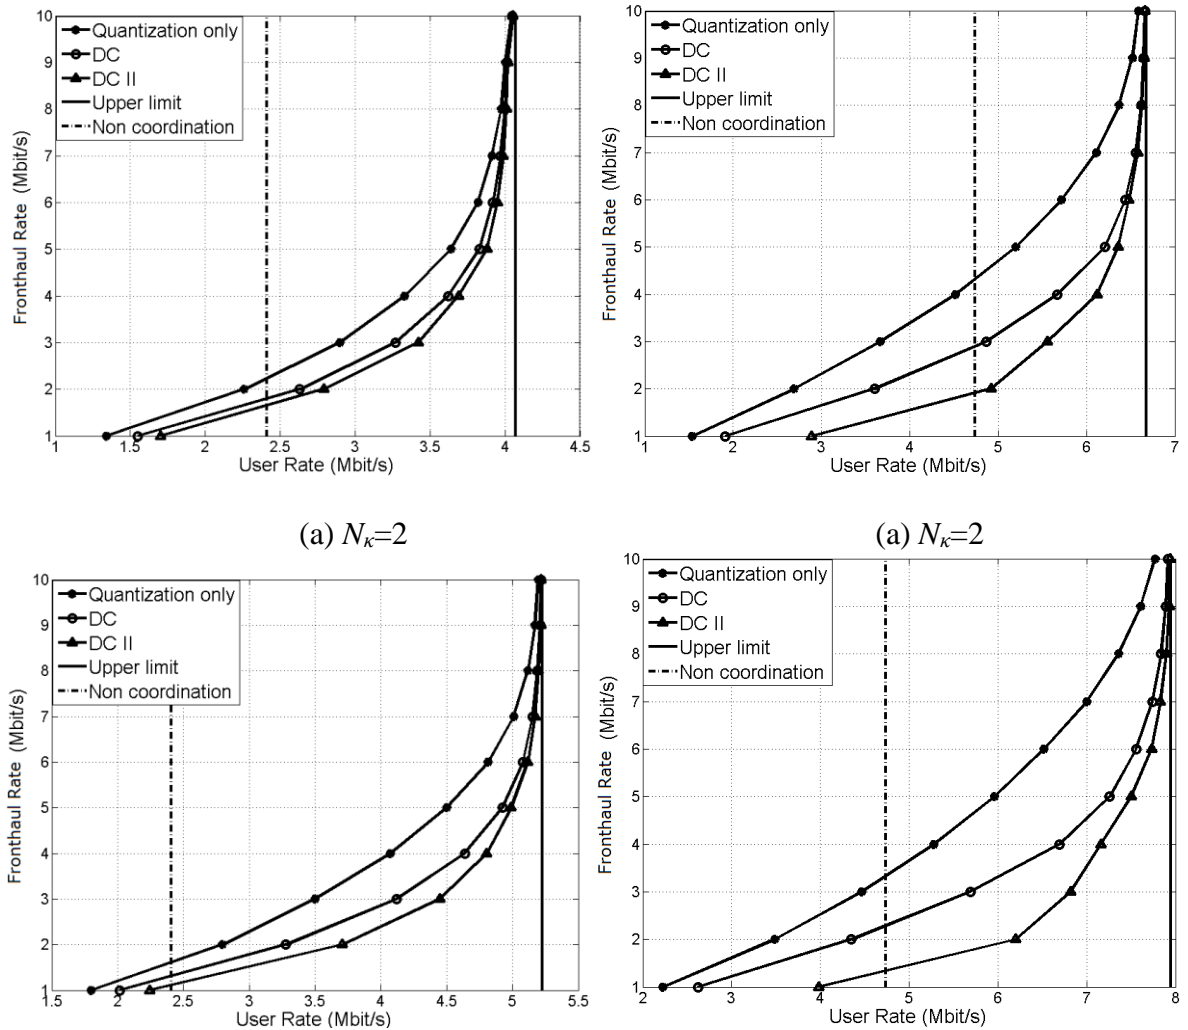 10
9
8
7
6
5
4
3
2
1
Fronthaul Rate (Mbit/s)
Quantization only
DC
DC II
Upper limit
Non coordination
1 1.5 2 2.5 3 3.5 4 4.5
User Rate (Mbit/s)
(a) Nκ=2
10
9
8
7
6
5
4
3
2
1
Fronthaul Rate (Mbit/s)
Quantization only
DC
DC II
Upper limit
Non coordination
1 2 3 4 5 6 7
User Rate (Mbit/s)
(a) Nκ=2
10
9
8
7
6
5
4
3
2
1
Fronthaul Rate (Mbit/s)
Quantization only
DC
DC II
Upper limit
Non coordination
1.5 2 2.5 3 3.5 4 4.5 5 5.5
User Rate (Mbit/s)
10
9
8
7
6
5
4
3
2
1
Fronthaul Rate (Mbit/s)
Quantization only
DC
DC II
Upper limit
Non coordination
2 3 4 5 6 7 8
User Rate (Mbit/s)